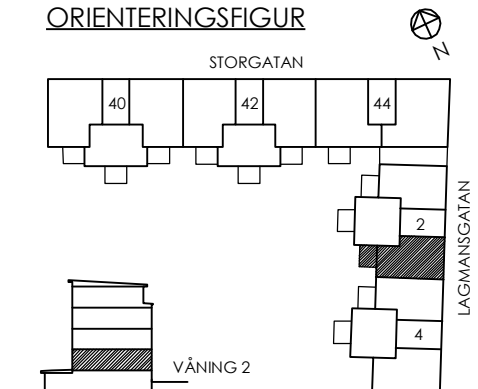 ORIENTERINGSFIGUR
N
STORGATAN
40
42
44
2
LAGMANSGATAN
4
VÅNING 2